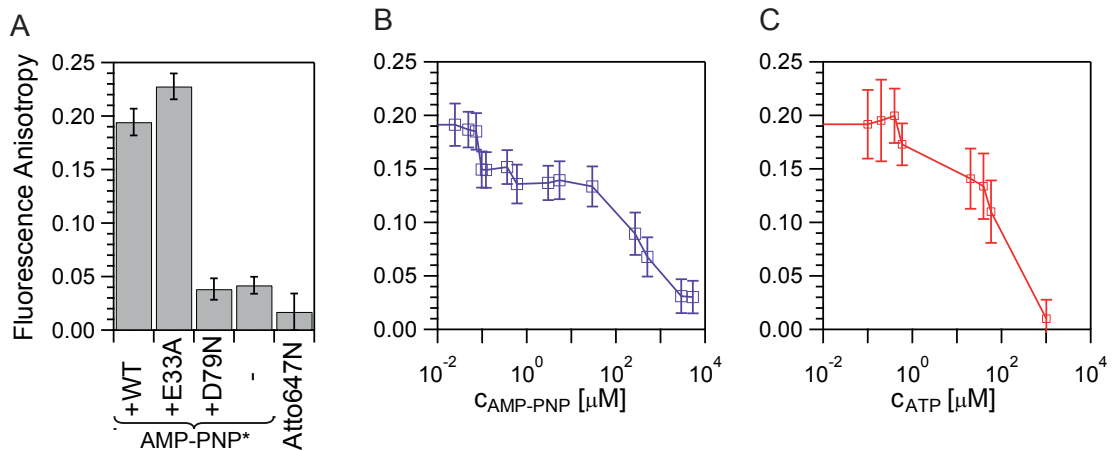 A
Fluorescence Anisotropy
0.25
0.20
0.15
0.10
0.05
0.00
+WT
+E33A
+D79N
-
Atto647N
AMP-PNP*
B
0.25
0.20
0.15
0.10
0.05
0.00
10⁻²
10⁰
10²
10⁴
c_AMP-PNP [μM]
C
0.25
0.20
0.15
0.10
0.05
0.00
10⁻²
10⁰
10²
10⁴
c_ATP [μM]